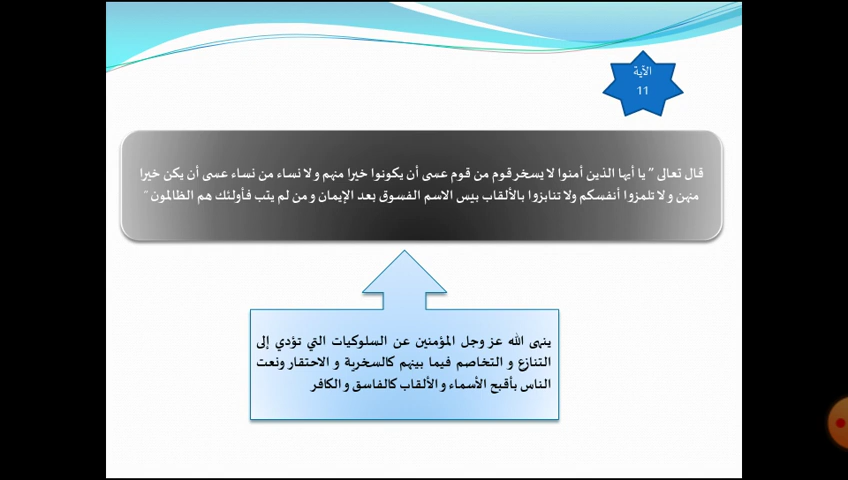 الأية
11
قال تعالى " يا أيها الذين أمنوا لا يسخر قوم من قوم عسى أن يكونوا خيرا منهم و لا نساء من نساء عسى أن يكن خيرا
منهن و لا تلمزوا أنفسكم ولا تنابزوا بالألقاب بيس الاسم الفسوق بعد الإيمان و من لم يتب فأولئك هم الظالمون "
ينهى الله عز وجل المؤمنين عن السلوكيات التي تؤدي إلى
التنازع و التخاصم فيما بينهم كالسخرية و الاحتقار ونعت
الناس بأقبح الأسماء و الألقاب كالفاسق و الكافر